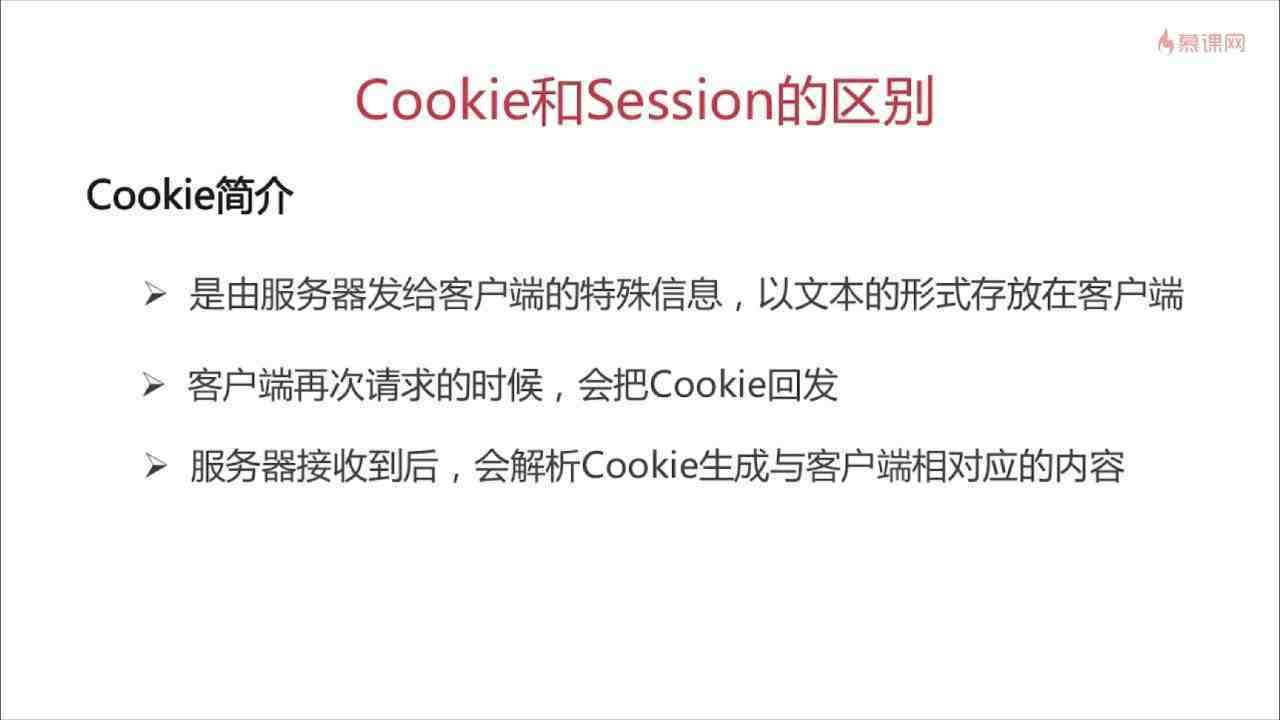 慕课网
Cookie和Session的区别
Cookie简介
➢ 是由服务器发给客户端的特殊信息，以文本的形式存放在客户端
➢ 客户端再次请求的时候，会把Cookie回发
➢ 服务器接收到后，会解析Cookie生成与客户端相对应的内容